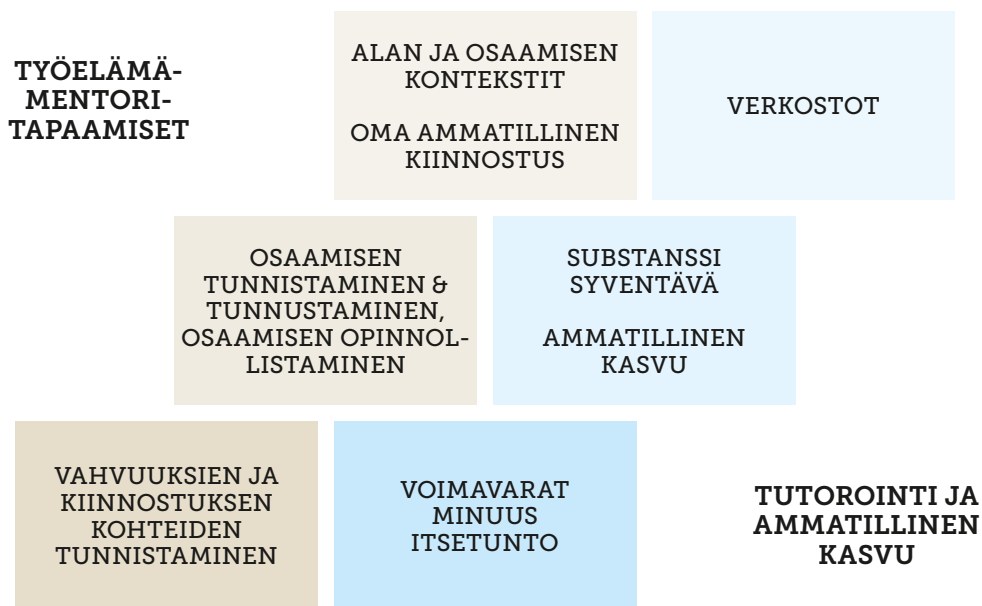 TYÖELÄMÄ-
MENTORI-
TAPAAMISET
ALAN JA OSAAMISEN
KONTEKSTIT
OMA AMMATILLINEN
KIINNOSTUS
VERKOSTOT
OSAAMISEN
TUNNISTAMINEN &
TUNNUSTAMINEN,
OSAAMISEN OPINNOL-
LISTAMINEN
SUBSTANSSI
SYVENTÄVÄ
AMMATILLINEN
KASVU
VAHVUUKSIEN JA
KIINNOSTUKSEN
KOHTEIDEN
TUNNISTAMINEN
VOIMAVARAT
MINUUS
ITSETUNTO
TUTOROINTI JA
AMMATILLINEN
KASVU